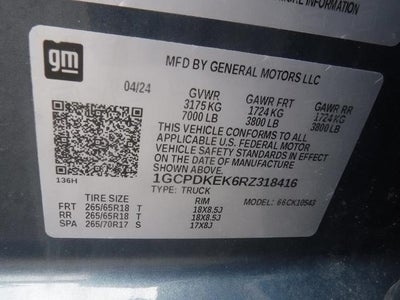 INFORMATION
gm
MFD BY GENERAL MOTORS LLC
04/24
GVWR GAWR FRT GAWR RR
3175 KG 1724 KG 1724 KG
7000 LB 3800 LB 3800 LB
THIS VEHICLE CONFORMS TO ALL
APPLICABLE U.S. FEDERAL MOTOR
VEHICLE SAFETY STANDARDS IN EFFECT
ON THE DATE OF MANUFACTURE
SHOWN ABOVE.
136H
1GCPDKEK6RZ318416
TYPE: TRUCK
MODEL: 66CK10543
TIRE SIZE RIM
FRT 265/65R18 T 18X8.5J
RR 265/65R18 T 18X8.5J
SPA 265/70R17 S 17X8J